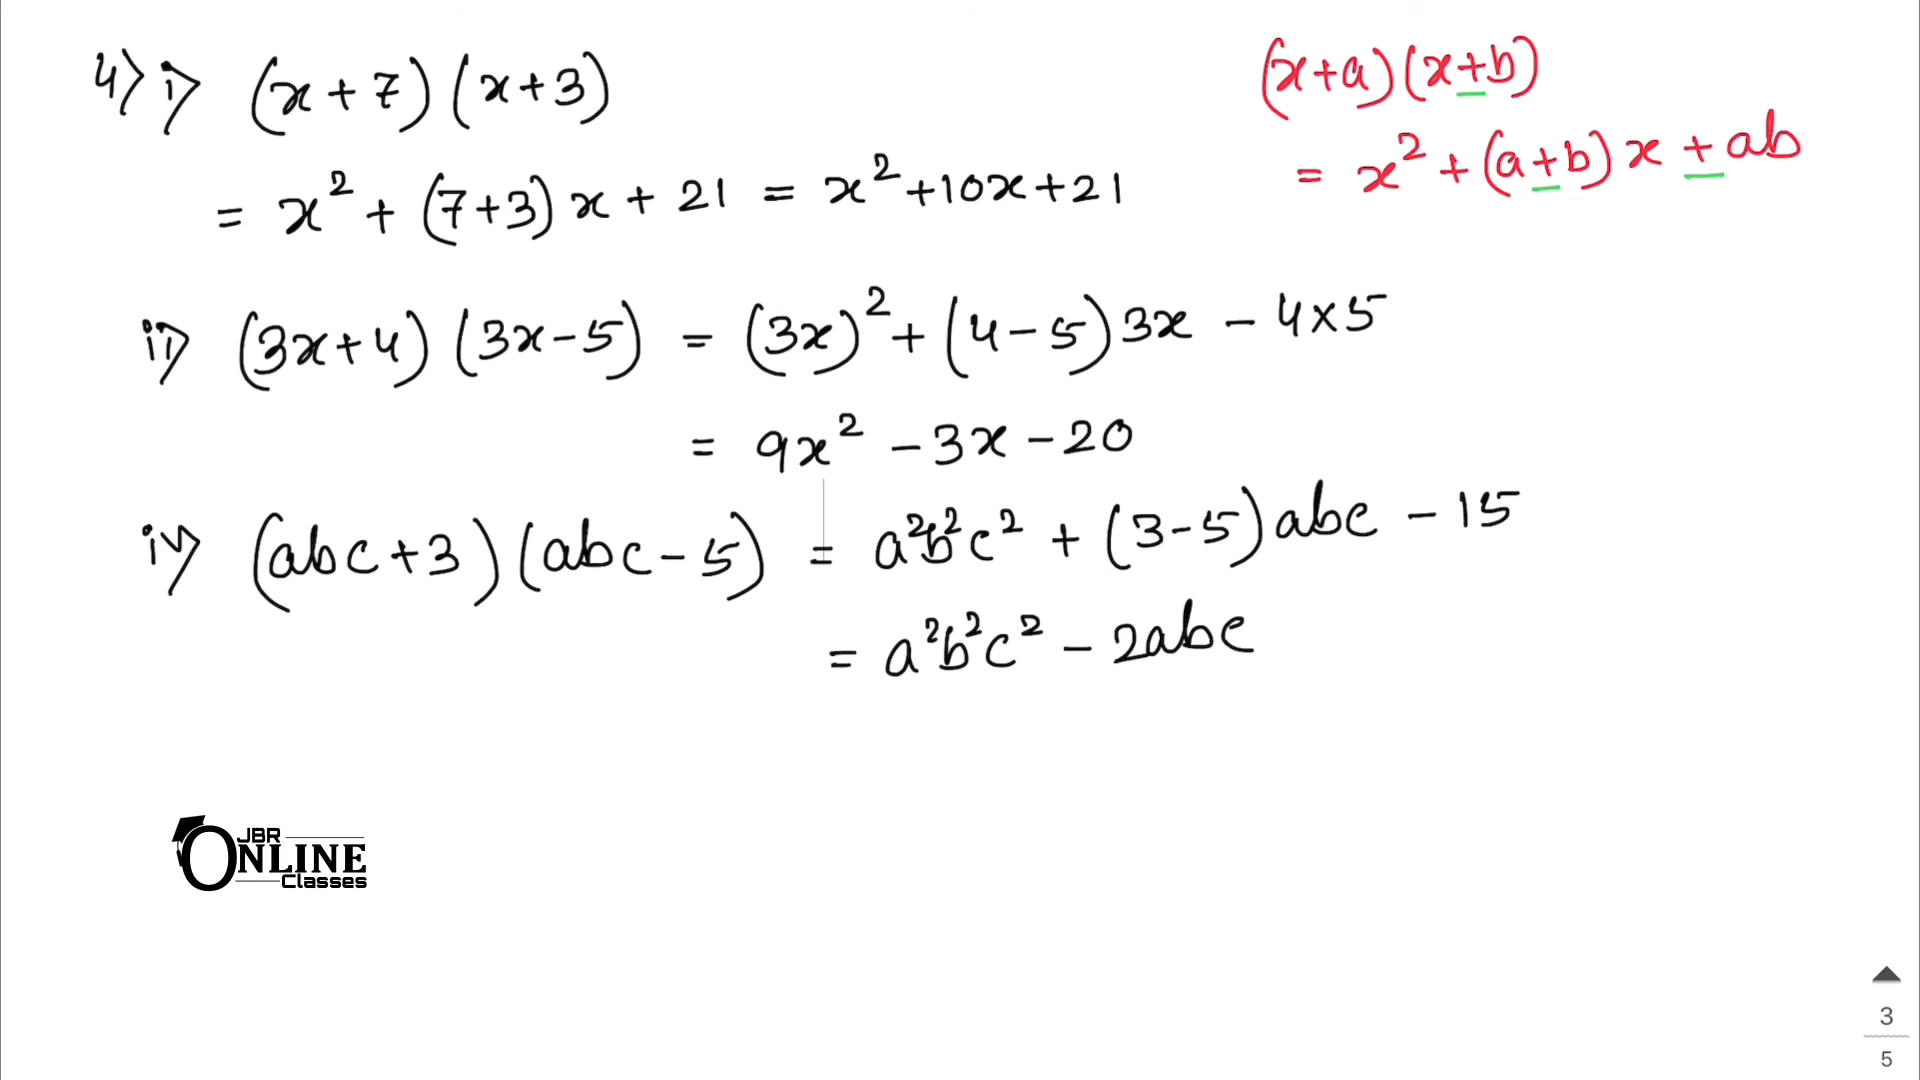 4) i) (x+7) (x+3)
= x² + (7+3) x + 21 = x² +10x+21
(x+a) (x+b)
= x² + (a+b) x + ab
ii) (3x+4) (3x-5) = (3x)² + (4-5) 3x - 4x5
= 9x² - 3x - 20
iv) (abc+3) (abc-5) = a²b²c² + (3-5) abc - 15
= a²b²c² - 2abc
JBR
ONLINE
Classes
3
5